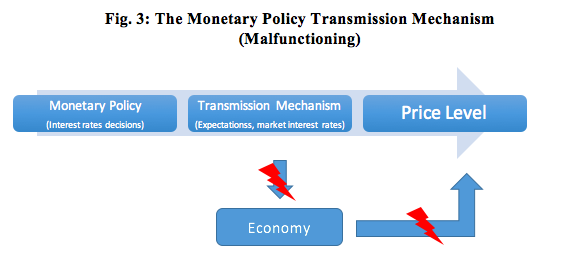 Fig. 3: The Monetary Policy Transmission Mechanism
(Malfunctioning)
Monetary Policy
(Interest rates decisions)
Transmission Mechanism
(Expectationss, market interest rates)
Price Level
Economy